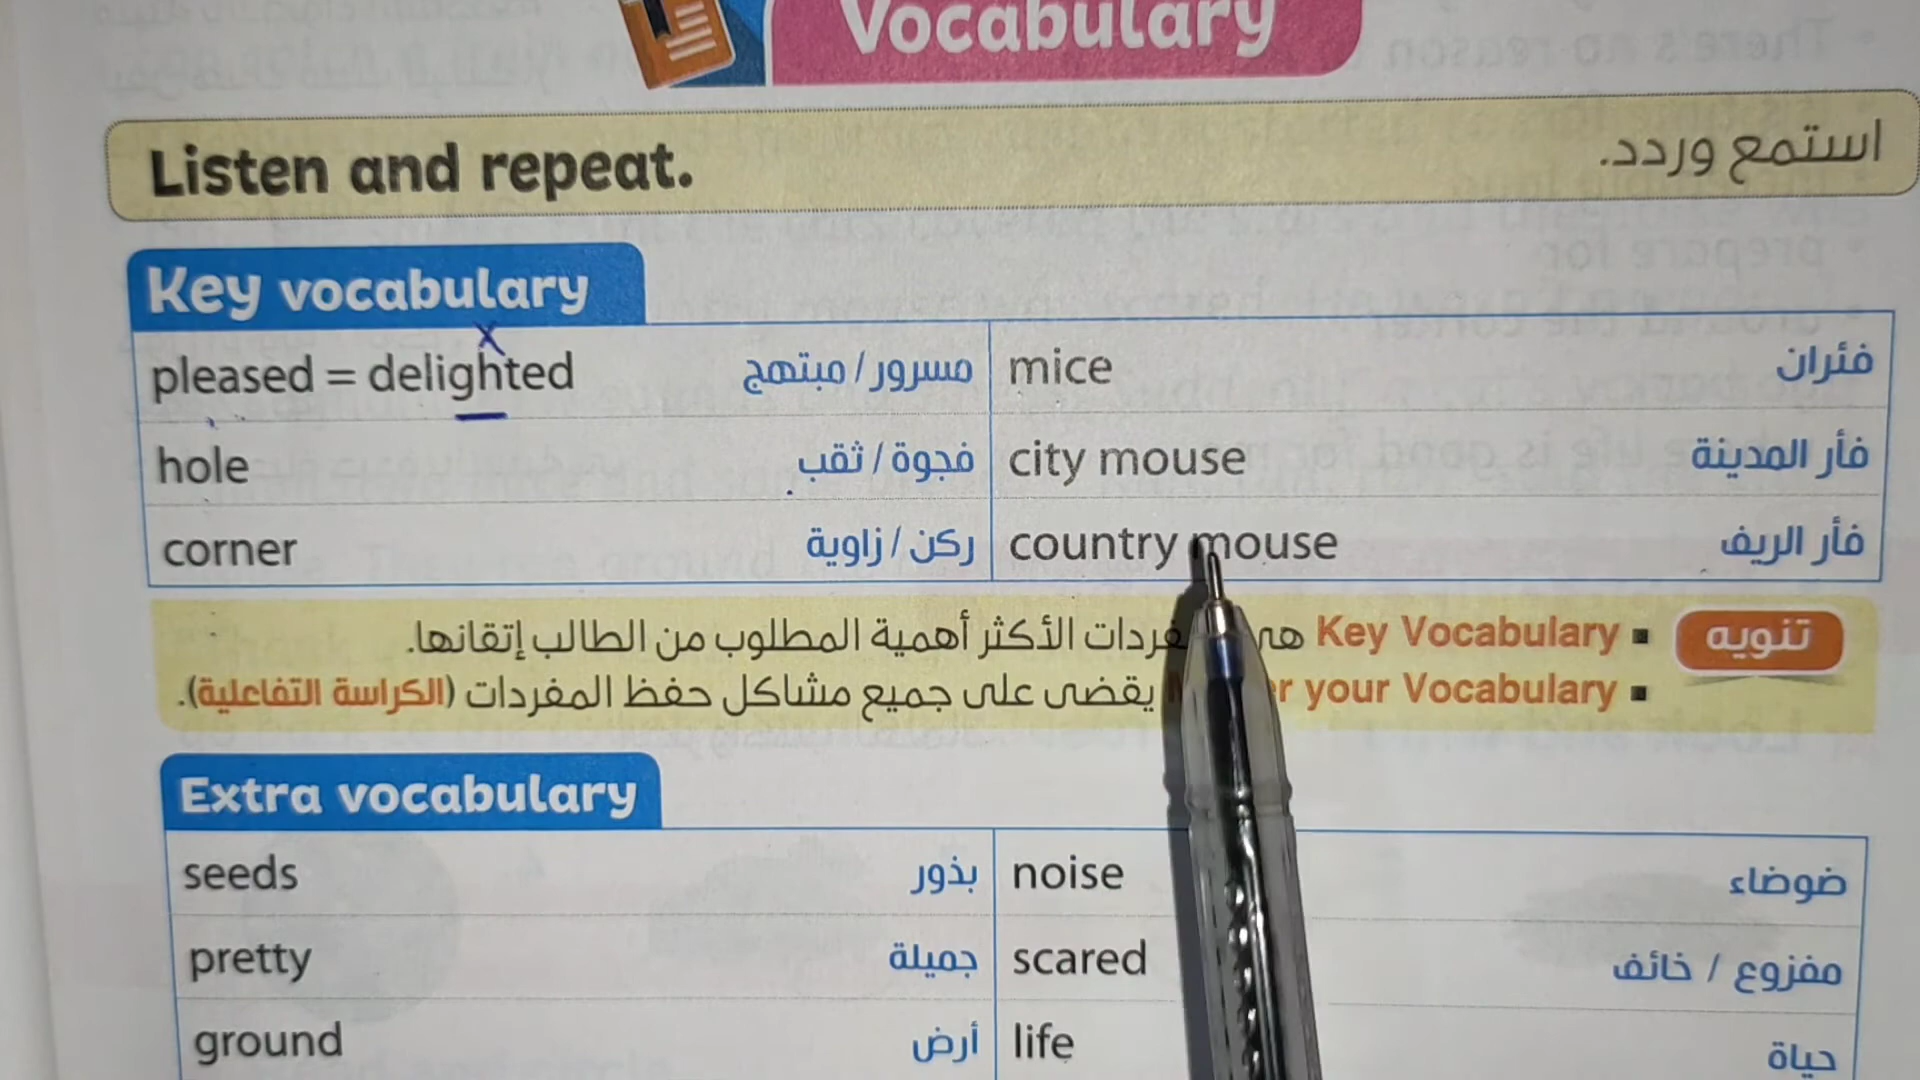 Vocabulary
Listen and repeat. استمع وردد.
Key vocabulary
pleased = delighted مسرور / مبتهج mice فئران
hole فجوة / ثقب city mouse فأر المدينة
corner ركن / زاوية country mouse فأر الريف
تنويه ▪ Key Vocabulary هي فردات الأكثر أهمية المطلوب من الطالب إتقانها.
▪ your Vocabulary يقضى على جميع مشاكل حفظ المفردات (الكراسة التفاعلية).
Extra vocabulary
seeds بذور noise ضوضاء
pretty جميلة scared مفزوع / خائف
ground أرض life حياة